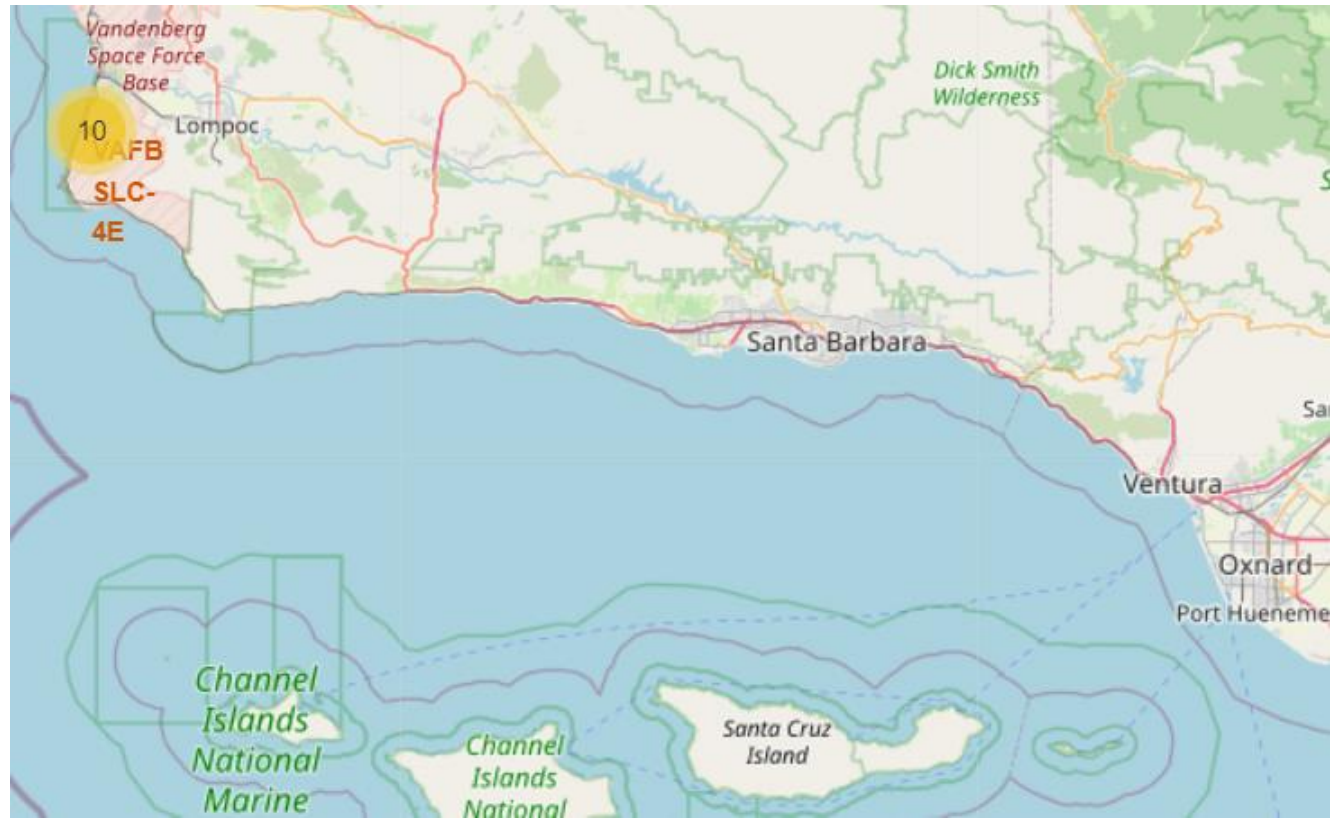 Vandenberg
Space Force
Base
Dick Smith
Wilderness
10
Lompoc
VAFB
SLC-
4E
S
Santa Barbara
Sa
Ventura
Oxnard
Port Hueneme
Channel
Islands
National
Marine
Santa Cruz
Island
Channel
Islands
National